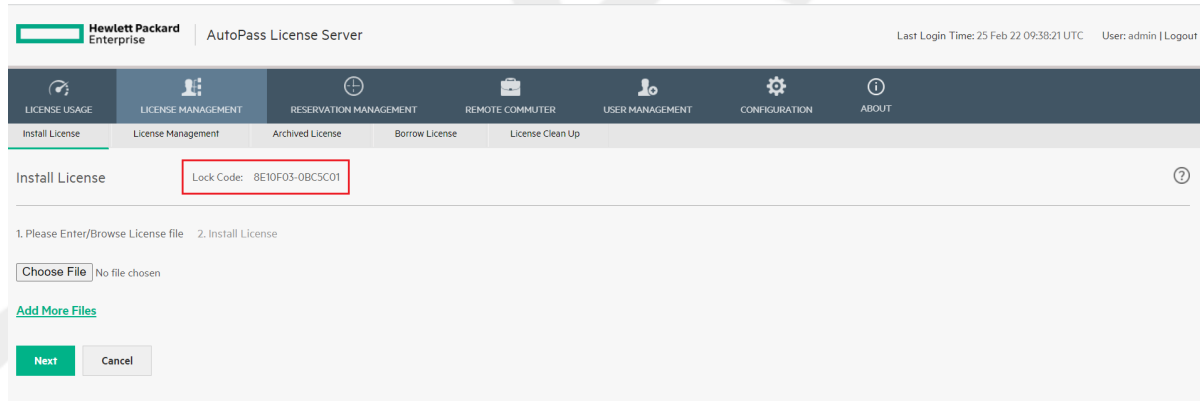 Hewlett Packard
Enterprise
AutoPass License Server
Last Login Time: 25 Feb 22 09:38:21 UTC User: admin | Logout
LICENSE USAGE LICENSE MANAGEMENT RESERVATION MANAGEMENT REMOTE COMMUTER USER MANAGEMENT CONFIGURATION ABOUT
Install License License Management Archived License Borrow License License Clean Up
Install License Lock Code: 8E10F03-0BC5C01 ?
1. Please Enter/Browse License file 2. Install License
Choose File No file chosen
Add More Files
Next Cancel